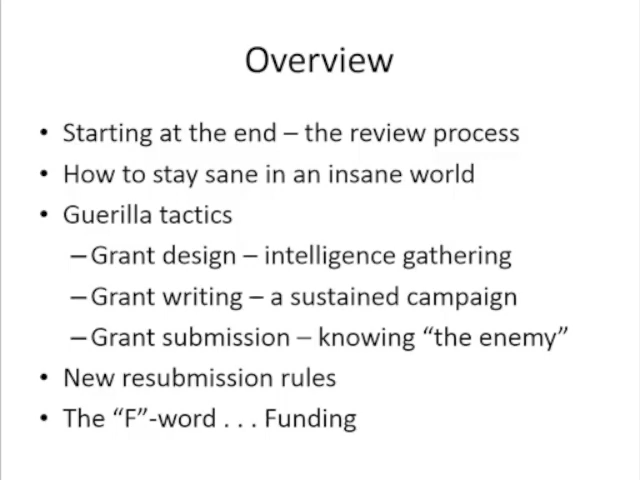 Overview
• Starting at the end – the review process
• How to stay sane in an insane world
• Guerilla tactics
– Grant design – intelligence gathering
– Grant writing – a sustained campaign
– Grant submission – knowing “the enemy”
• New resubmission rules
• The “F”-word . . . Funding